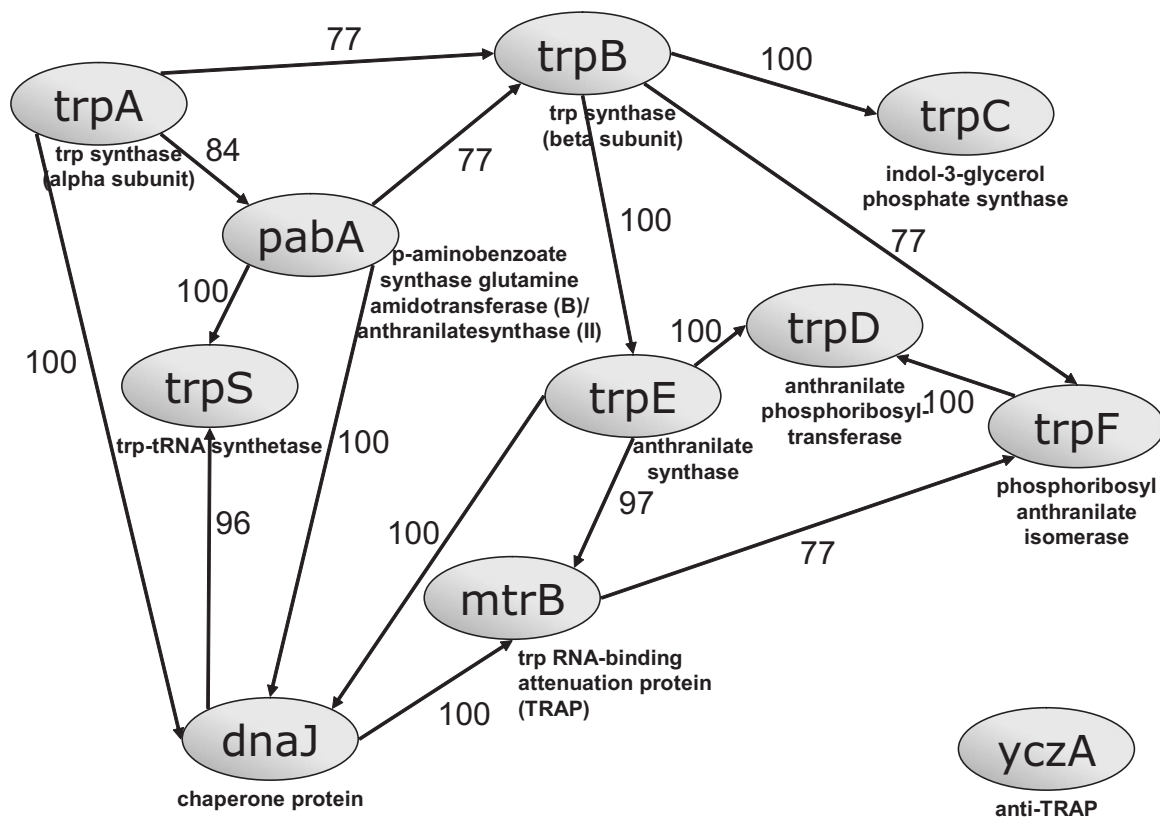 77
trpB
100
trpA
trp synthase
(beta subunit)
trpC
trp synthase
(alpha subunit)
84
77
indol-3-glycerol
phosphate synthase
pabA
100
77
p-aminobenzoate
synthase glutamine
amidotransferase (B)/
anthranilatesynthase (II)
100
trpD
100
100
trpS
trpE
anthranilate
phosphoribosyl-
transferase
100
trpF
trp-tRNA synthetase
100
anthranilate
synthase
phosphoribosyl
anthranilate
isomerase
97
96
100
77
mtrB
trp RNA-binding
attenuation protein
(TRAP)
100
dnaJ
chaperone protein
yczA
anti-TRAP